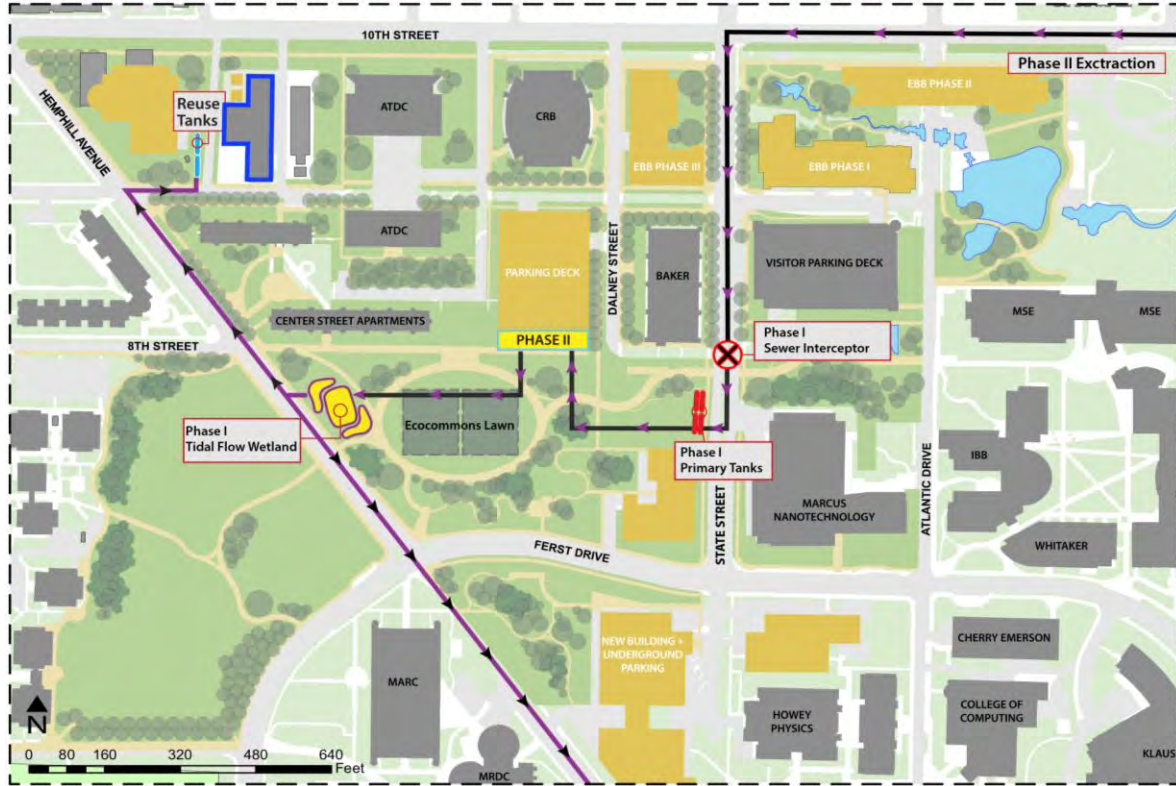 10TH STREET
Phase II Exctraction
HEMPHILL AVENUE
Reuse
Tanks
ATDC
CRB
EBB PHASE II
EBB PHASE III
EBB PHASE I
ATDC
PARKING DECK
DALNEY STREET
BAKER
VISITOR PARKING DECK
MSE
MSE
CENTER STREET APARTMENTS
8TH STREET
PHASE II
Phase I
Sewer Interceptor
Phase I
Tidal Flow Wetland
Ecocommons Lawn
Phase I
Primary Tanks
IBB
ATLANTIC DRIVE
MARCUS
NANOTECHNOLOGY
STATE STREET
WHITAKER
FERST DRIVE
NEW BUILDING +
UNDERGROUND
PARKING
MARC
CHERRY EMERSON
HOWEY
PHYSICS
COLLEGE OF
COMPUTING
KLAUS
MRDC
N
0 80 160 320 480 640
Feet